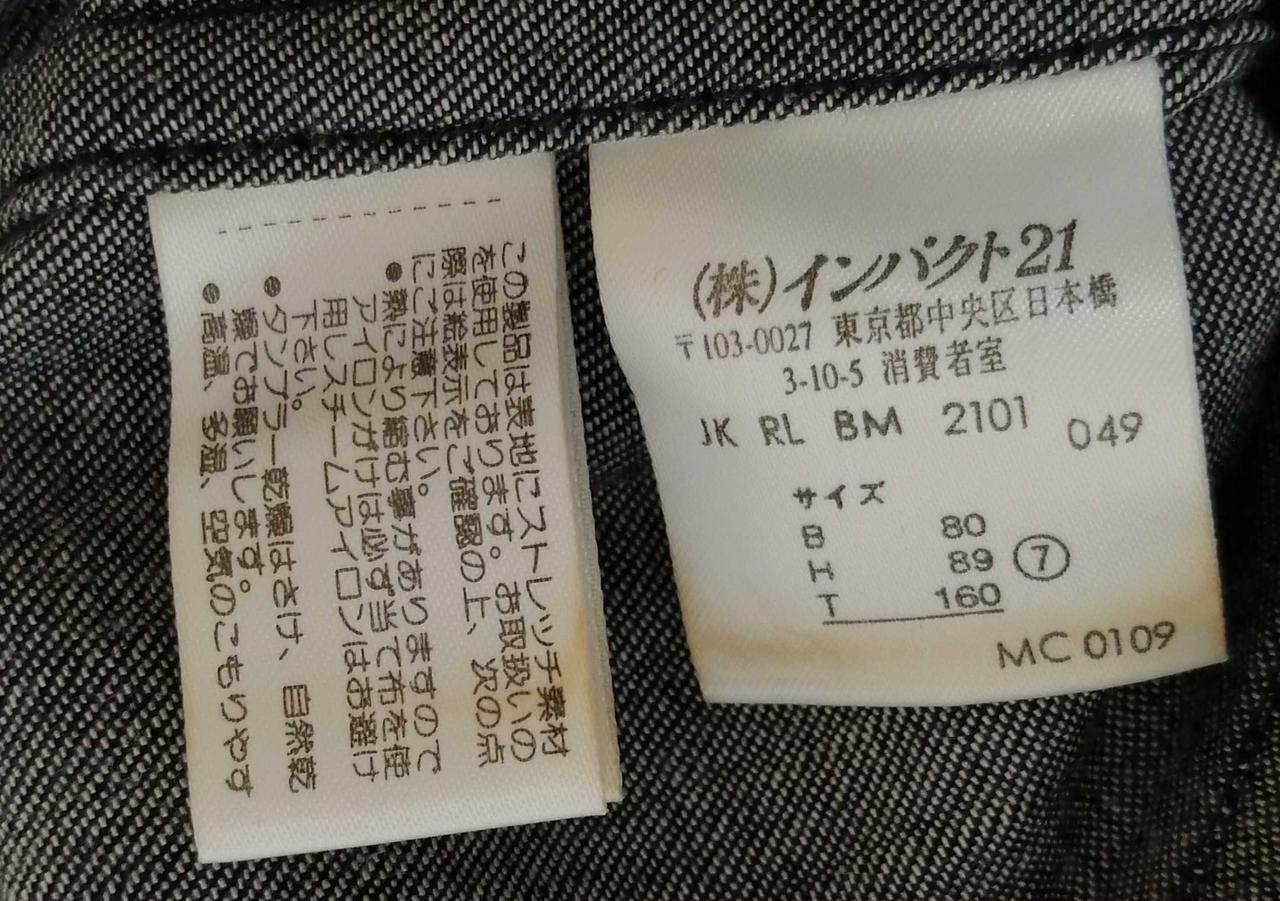 この製品は表地にストレッチ素材
を使用しております。お取扱いの
際は絵表示をご確認の上、次の点
にご注意下さい。
●熱により縮む事がありますので
アイロンがけは必ず当て布を使
用しスチームアイロンはお避け
下さい。
●タンブラー乾燥はさけ、自然乾
燥でお願いします。
●高温、多湿、空気のこもりやす
(株)インパクト21
〒103-0027 東京都中央区日本橋
3-10-5 消費者室
JK RL BM 2101 049
サイズ
B 80
H 89 ⑦
T 160
MC 0109